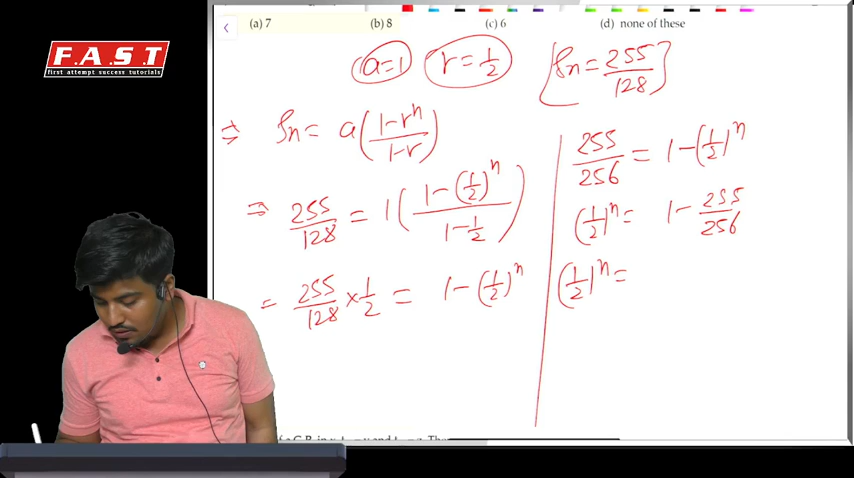 (a) 7 (b) 8 (c) 6 (d) none of these
F.A.S.T
first attempt success tutorials
a=1 r=1/2 {Sn=255/128}
⇒ Sn= a(1-r^n/1-r)
⇒ 255/128 = 1(1-(1/2)^n/1-1/2)
= 255/128 × 1/2 = 1-(1/2)^n
255/256 = 1-(1/2)^n
(1/2)^n = 1-255/256
(1/2)^n =